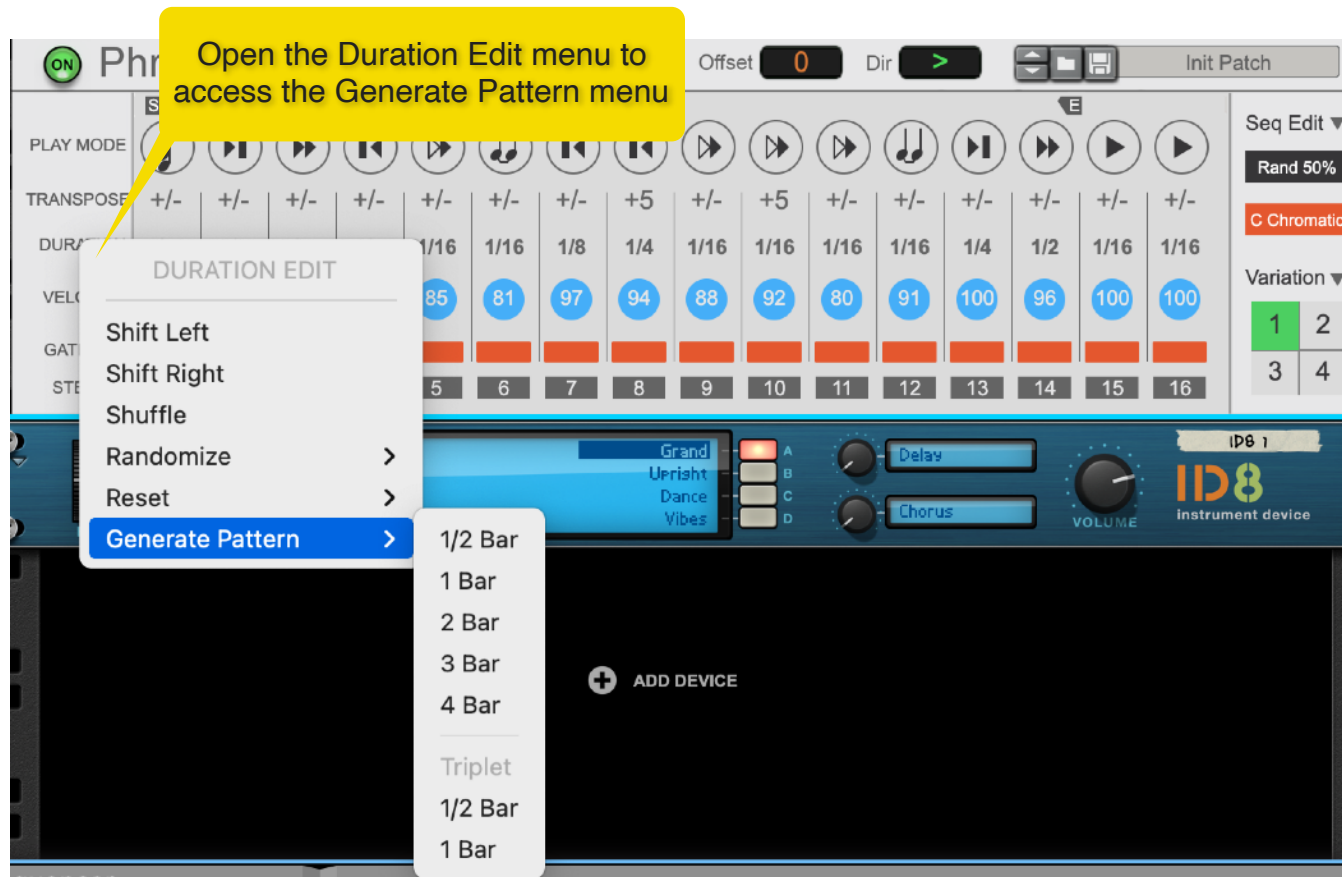 Open the Duration Edit menu to
access the Generate Pattern menu
ON Phr Offset 0 Dir > Init Patch
S E
PLAY MODE
Seq Edit ▼
Rand 50%
TRANSPOSE +/- +/- +/- +/- +/- +/- +/- +5 +/- +5 +/- +/- +/- +/- +/- +/-
C Chromatic
1/16 1/16 1/8 1/4 1/16 1/16 1/16 1/16 1/4 1/2 1/16 1/16
85 81 97 94 88 92 80 91 100 96 100 100
Variation ▼
1 2
3 4
5 6 7 8 9 10 11 12 13 14 15 16
DURATION EDIT
Shift Left
Shift Right
Shuffle
Randomize >
Reset >
Generate Pattern >
1/2 Bar
1 Bar
2 Bar
3 Bar
4 Bar
Triplet
1/2 Bar
1 Bar
Grand A
Upright B
Dance C
Vibes D
Delay
Chorus
VOLUME
ID8 1
ID8
instrument device
ADD DEVICE